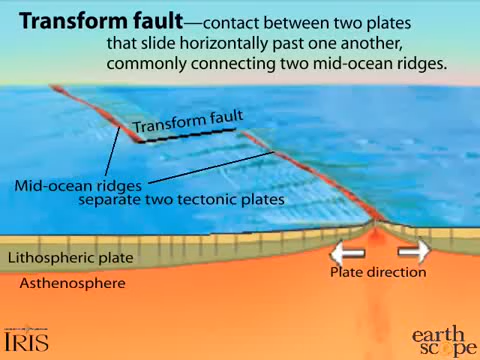 Transform fault—contact between two plates
that slide horizontally past one another,
commonly connecting two mid-ocean ridges.
Transform fault
Mid-ocean ridges
separate two tectonic plates
Lithospheric plate
Plate direction
Asthenosphere
IRIS
earth
scope